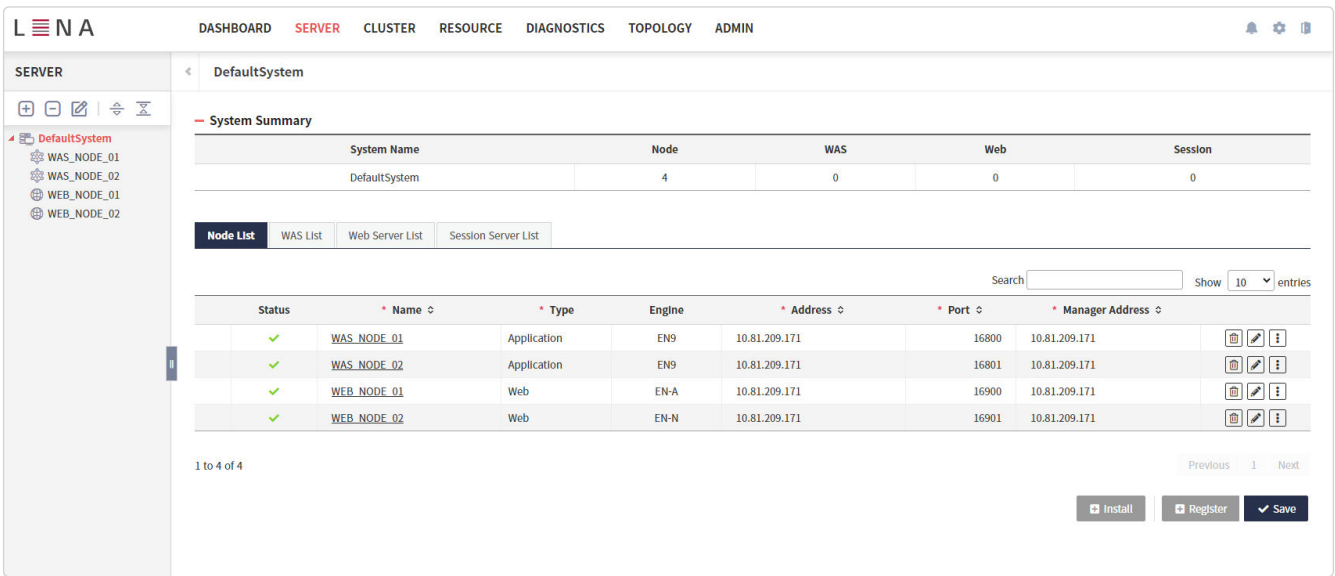 LENA DASHBOARD SERVER CLUSTER RESOURCE DIAGNOSTICS TOPOLOGY ADMIN
SERVER
DefaultSystem
WAS_NODE_01
WAS_NODE_02
WEB_NODE_01
WEB_NODE_02
DefaultSystem
System Summary
System Name Node WAS Web Session
DefaultSystem 4 0 0 0
Node List WAS List Web Server List Session Server List
Search Show 10 entries
Status * Name * Type Engine * Address * Port * Manager Address
WAS_NODE_01 Application EN9 10.81.209.171 16800 10.81.209.171
WAS_NODE_02 Application EN9 10.81.209.171 16801 10.81.209.171
WEB_NODE_01 Web EN-A 10.81.209.171 16900 10.81.209.171
WEB_NODE_02 Web EN-N 10.81.209.171 16901 10.81.209.171
1 to 4 of 4 Previous 1 Next
Install Register Save